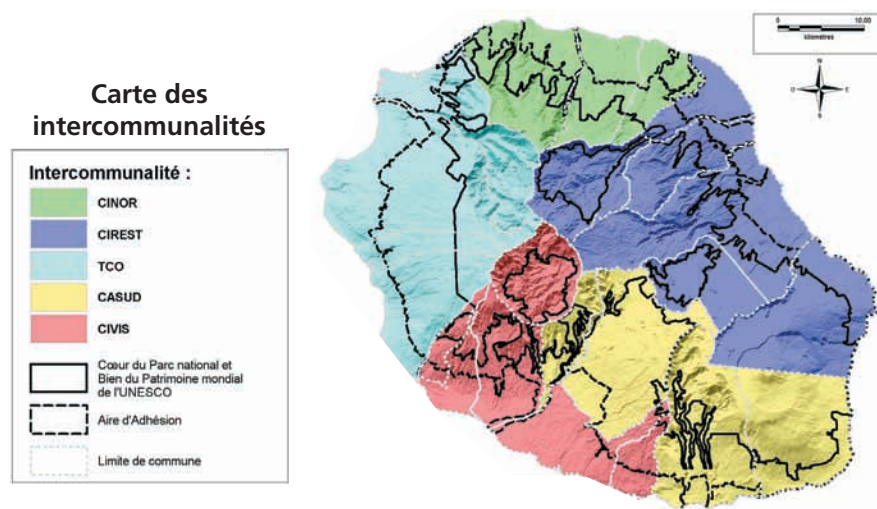 Carte des
intercommunalités
Intercommunalité :
CINOR
CIREST
TCO
CASUD
CIVIS
Cœur du Parc national et
Bien du Patrimoine mondial
de l'UNESCO
Aire d'Adhésion
Limite de commune
0 10,00
kilomètres
N
O E
S